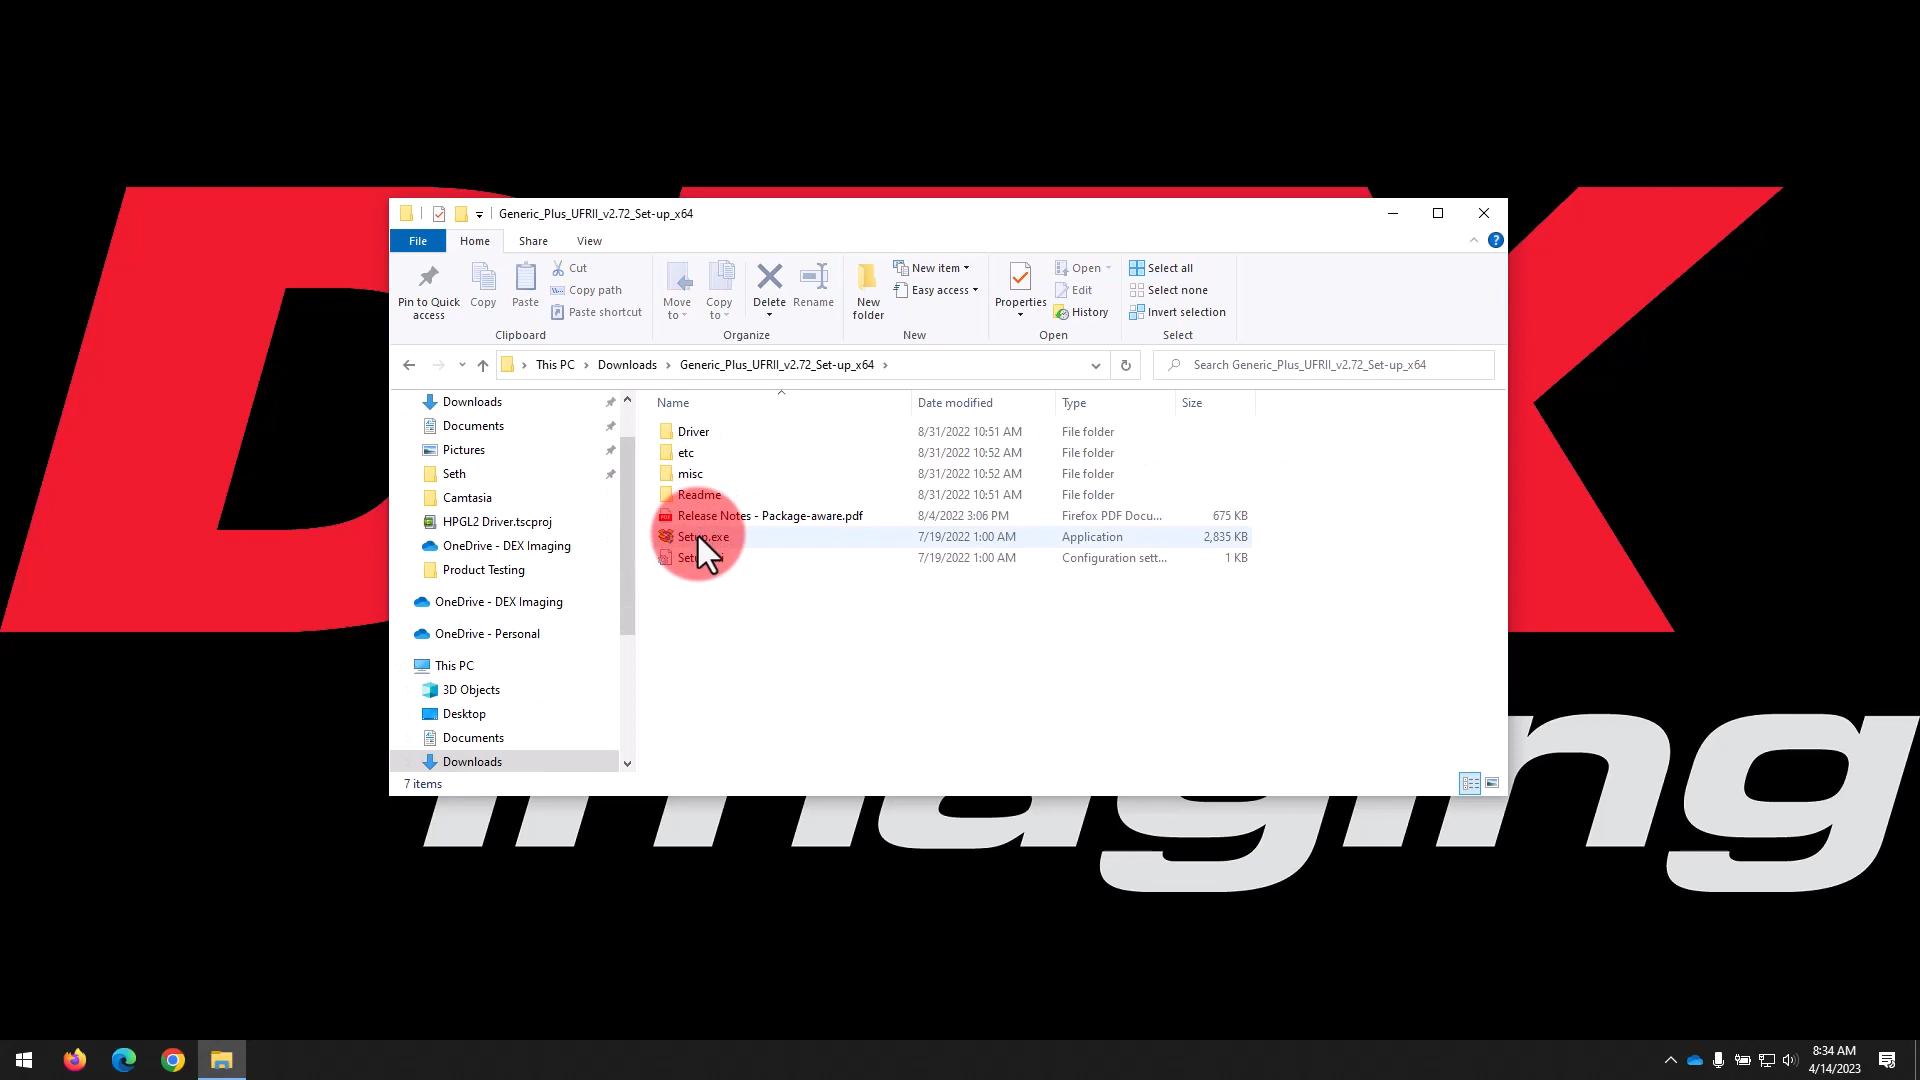 Generic_Plus_UFRII_v2.72_Set-up_x64
File Home Share View
Pin to Quick access
Copy
Paste
Cut
Copy path
Paste shortcut
Clipboard
Move to
Copy to
Delete
Rename
Organize
New folder
New item
Easy access
New
Properties
Open
Edit
History
Open
Select all
Select none
Invert selection
Select
This PC Downloads Generic_Plus_UFRII_v2.72_Set-up_x64
Search Generic_Plus_UFRII_v2.72_Set-up_x64
Downloads
Documents
Pictures
Seth
Camtasia
HPGL2 Driver.tscproj
OneDrive - DEX Imaging
Product Testing
OneDrive - DEX Imaging
OneDrive - Personal
This PC
3D Objects
Desktop
Documents
Downloads
Name Date modified Type Size
Driver 8/31/2022 10:51 AM File folder
etc 8/31/2022 10:52 AM File folder
misc 8/31/2022 10:52 AM File folder
Readme 8/31/2022 10:51 AM File folder
Release Notes - Package-aware.pdf 8/4/2022 3:06 PM Firefox PDF Docu... 675 KB
Setup.exe 7/19/2022 1:00 AM Application 2,835 KB
7/19/2022 1:00 AM Configuration sett... 1 KB
7 items
8:34 AM
4/14/2023